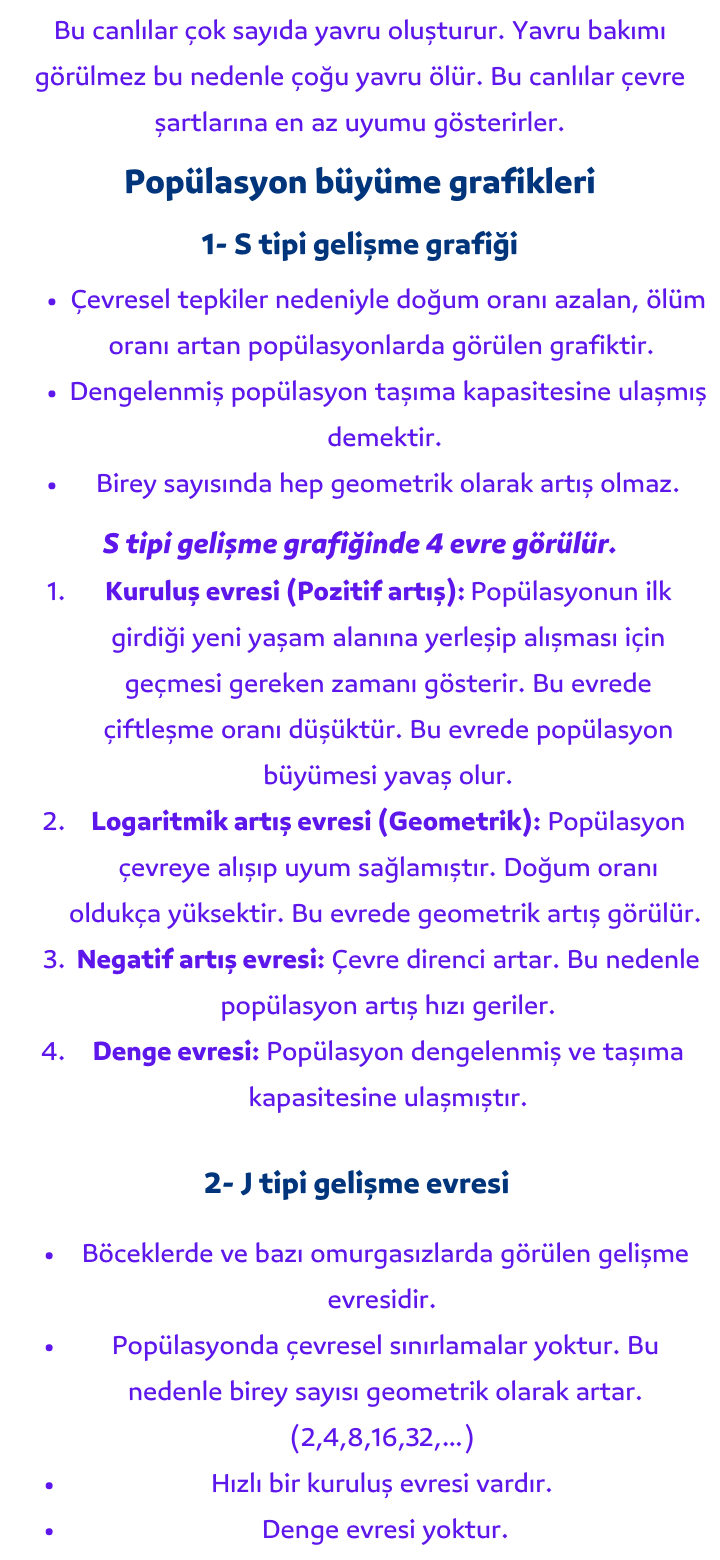 Bu canlılar çok sayıda yavru oluşturur. Yavru bakımı
görülmez bu nedenle çoğu yavru ölür. Bu canlılar çevre
şartlarına en az uyumu gösterirler.
Popülasyon büyüme grafikleri
1- S tipi gelişme grafiği
• Çevresel tepkiler nedeniyle doğum oranı azalan, ölüm
oranı artan popülasyonlarda görülen grafiktir.
• Dengelenmiş popülasyon taşıma kapasitesine ulaşmış
demektir.
• Birey sayısında hep geometrik olarak artış olmaz.
S tipi gelişme grafiğinde 4 evre görülür.
1. Kuruluş evresi (Pozitif artış): Popülasyonun ilk
girdiği yeni yaşam alanına yerleşip alışması için
geçmesi gereken zamanı gösterir. Bu evrede
çiftleşme oranı düşüktür. Bu evrede popülasyon
büyümesi yavaş olur.
2. Logaritmik artış evresi (Geometrik): Popülasyon
çevreye alışıp uyum sağlamıştır. Doğum oranı
oldukça yüksektir. Bu evrede geometrik artış görülür.
3. Negatif artış evresi: Çevre direnci artar. Bu nedenle
popülasyon artış hızı geriler.
4. Denge evresi: Popülasyon dengelenmiş ve taşıma
kapasitesine ulaşmıştır.
2- J tipi gelişme evresi
• Böceklerde ve bazı omurgasızlarda görülen gelişme
evresidir.
• Popülasyonda çevresel sınırlamalar yoktur. Bu
nedenle birey sayısı geometrik olarak artar.
(2,4,8,16,32,...)
• Hızlı bir kuruluş evresi vardır.
• Denge evresi yoktur.